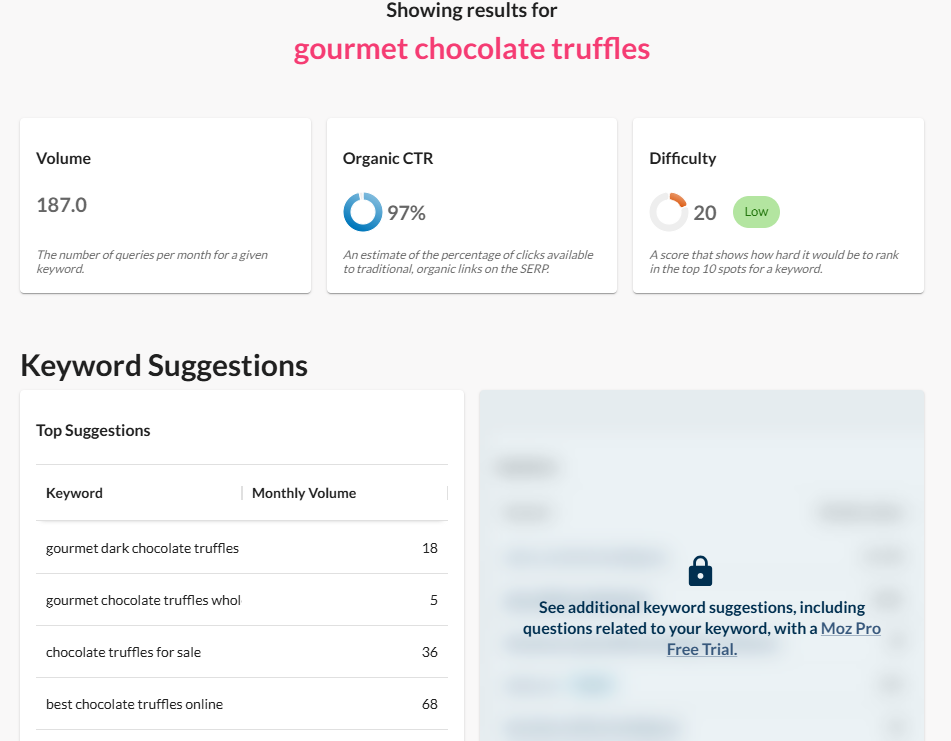 Showing results for
gourmet chocolate truffles
Volume
187.0
The number of queries per month for a given
keyword.
Organic CTR
97%
An estimate of the percentage of clicks available
to traditional, organic links on the SERP.
Difficulty
20 Low
A score that shows how hard it would be to rank
in the top 10 spots for a keyword.
Keyword Suggestions
Top Suggestions
Keyword Monthly Volume
gourmet dark chocolate truffles 18
gourmet chocolate truffles whol 5
chocolate truffles for sale 36
best chocolate truffles online 68
See additional keyword suggestions, including
questions related to your keyword, with a Moz Pro
Free Trial.